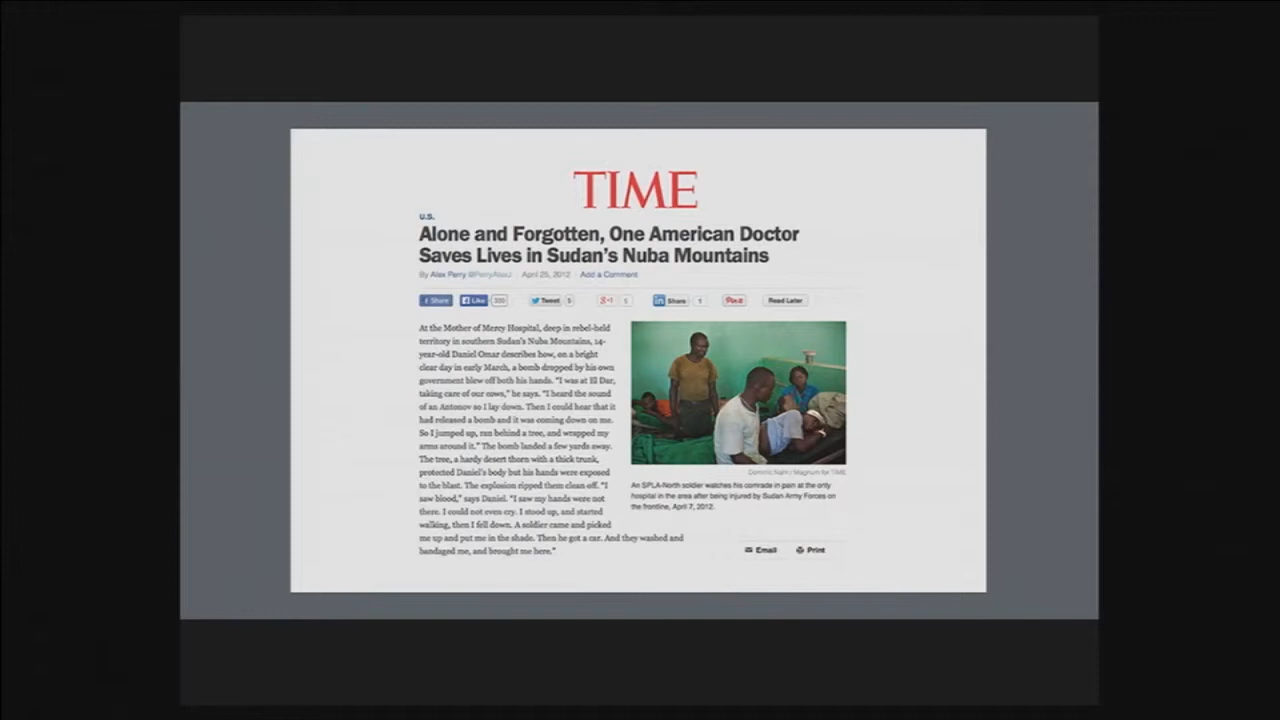 TIME
U.S.
Alone and Forgotten, One American Doctor
Saves Lives in Sudan's Nuba Mountains
By Alex Perry @PerryAlexJ | April 25, 2012 | Add a Comment
Share Like 330 Tweet 5 +1 5 Share 1 Pin it Read Later
At the Mother of Mercy Hospital, deep in rebel-held
territory in southern Sudan's Nuba Mountains, 14-
year-old Daniel Omar describes how, on a bright
clear day in early March, a bomb dropped by his own
government blew off both his hands. "I was at El Dar,
taking care of our cows," he says. "I heard the sound
of an Antonov so I lay down. Then I could hear that it
had released a bomb and it was coming down on me.
So I jumped up, ran behind a tree, and wrapped my
arms around it." The bomb landed a few yards away.
The tree, a hardy desert thorn with a thick trunk,
protected Daniel's body but his hands were exposed
to the blast. The explosion ripped them clean off. "I
saw blood," says Daniel. "I saw my hands were not
there. I could not even cry. I stood up, and started
walking, then I fell down. A soldier came and picked
me up and put me in the shade. Then he got a car. And they washed and
bandaged me, and brought me here."
Dominic Nahr / Magnum for TIME
An SPLA-North soldier watches his comrade in pain at the only
hospital in the area after being injured by Sudan Army Forces on
the frontline, April 7, 2012.
Email Print